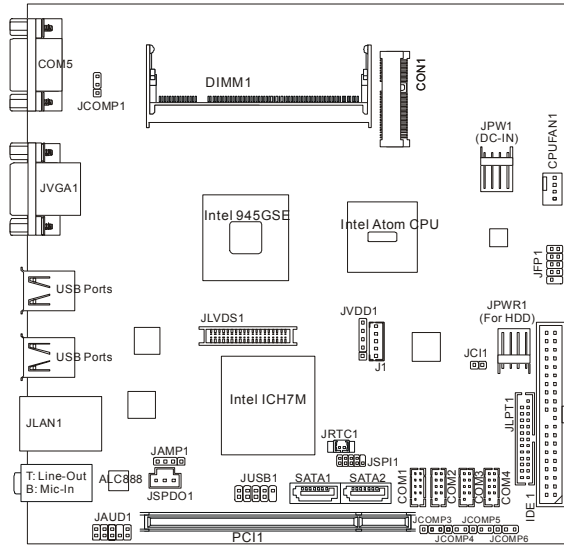 COM5
JCOMP1
DIMM1
CON1
JPW1
(DC-IN)
CPUFAN1
JVGA1
Intel 945GSE
Intel Atom CPU
JFP1
USB Ports
JLVDS1
JVDD1
J1
JPWR1
(For HDD)
JCI1
USB Ports
Intel ICH7M
JLAN1
JLPT1
JRTC1
JAMP1
JSPI1
T: Line-Out
B: Mic-In
ALC888
JSPDO1
JUSB1
SATA1
SATA2
COM1
COM2
COM3
COM4
IDE 1
JAUD1
PCI1
JCOMP3
JCOMP5
JCOMP4
JCOMP6